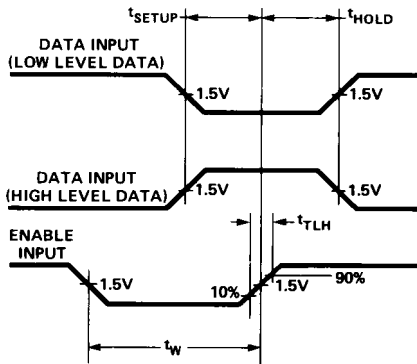 tSETUP
tHOLD
DATA INPUT
(LOW LEVEL DATA)
1.5V
1.5V
DATA INPUT
(HIGH LEVEL DATA)
1.5V
1.5V
ENABLE
INPUT
tTLH
1.5V
10%
1.5V
90%
tW